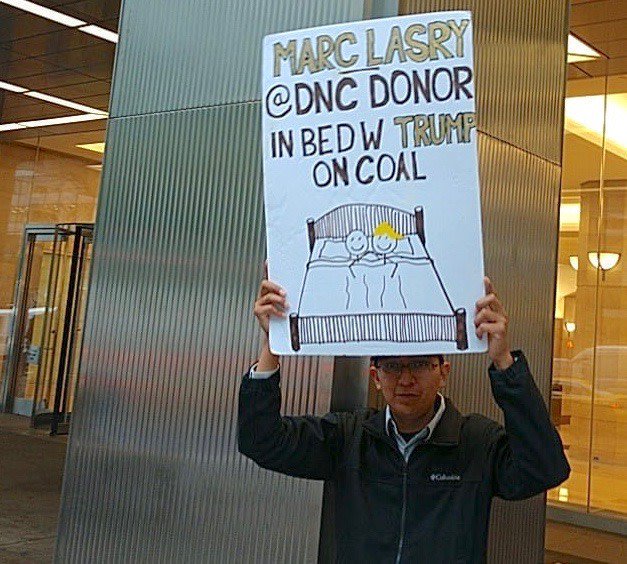 MARC LASRY
@DNC DONOR
IN BED W TRUMP
ON COAL
Columbia